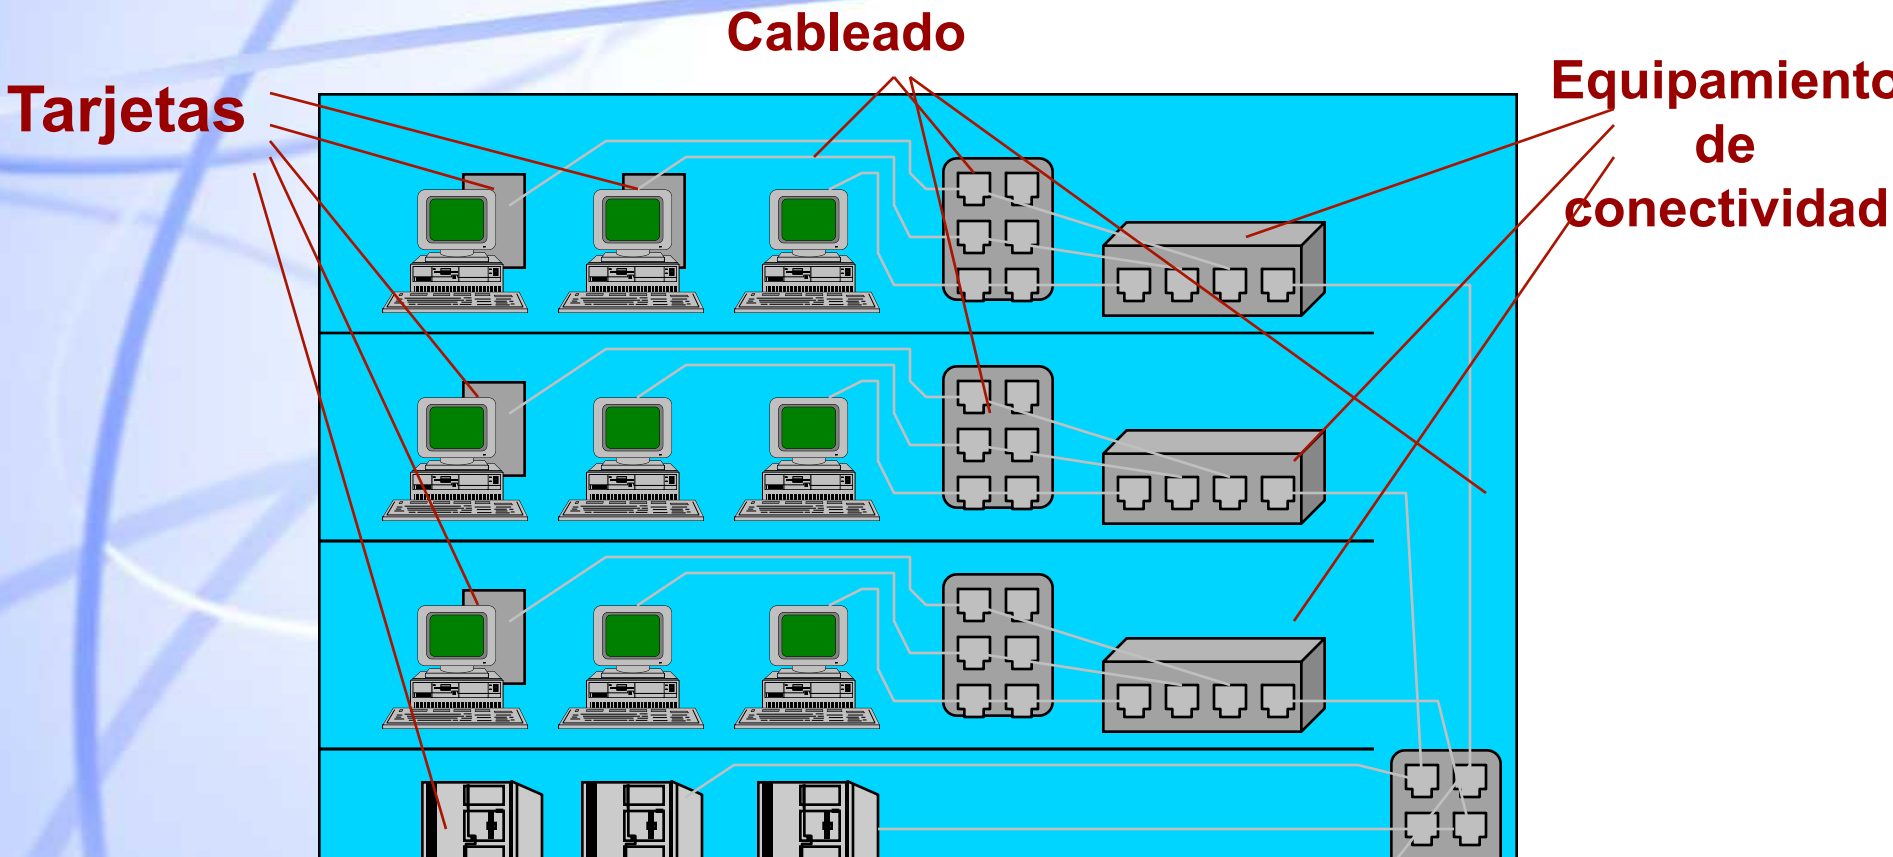 Cableado
Tarjetas
Equipamiento
de
conectividad